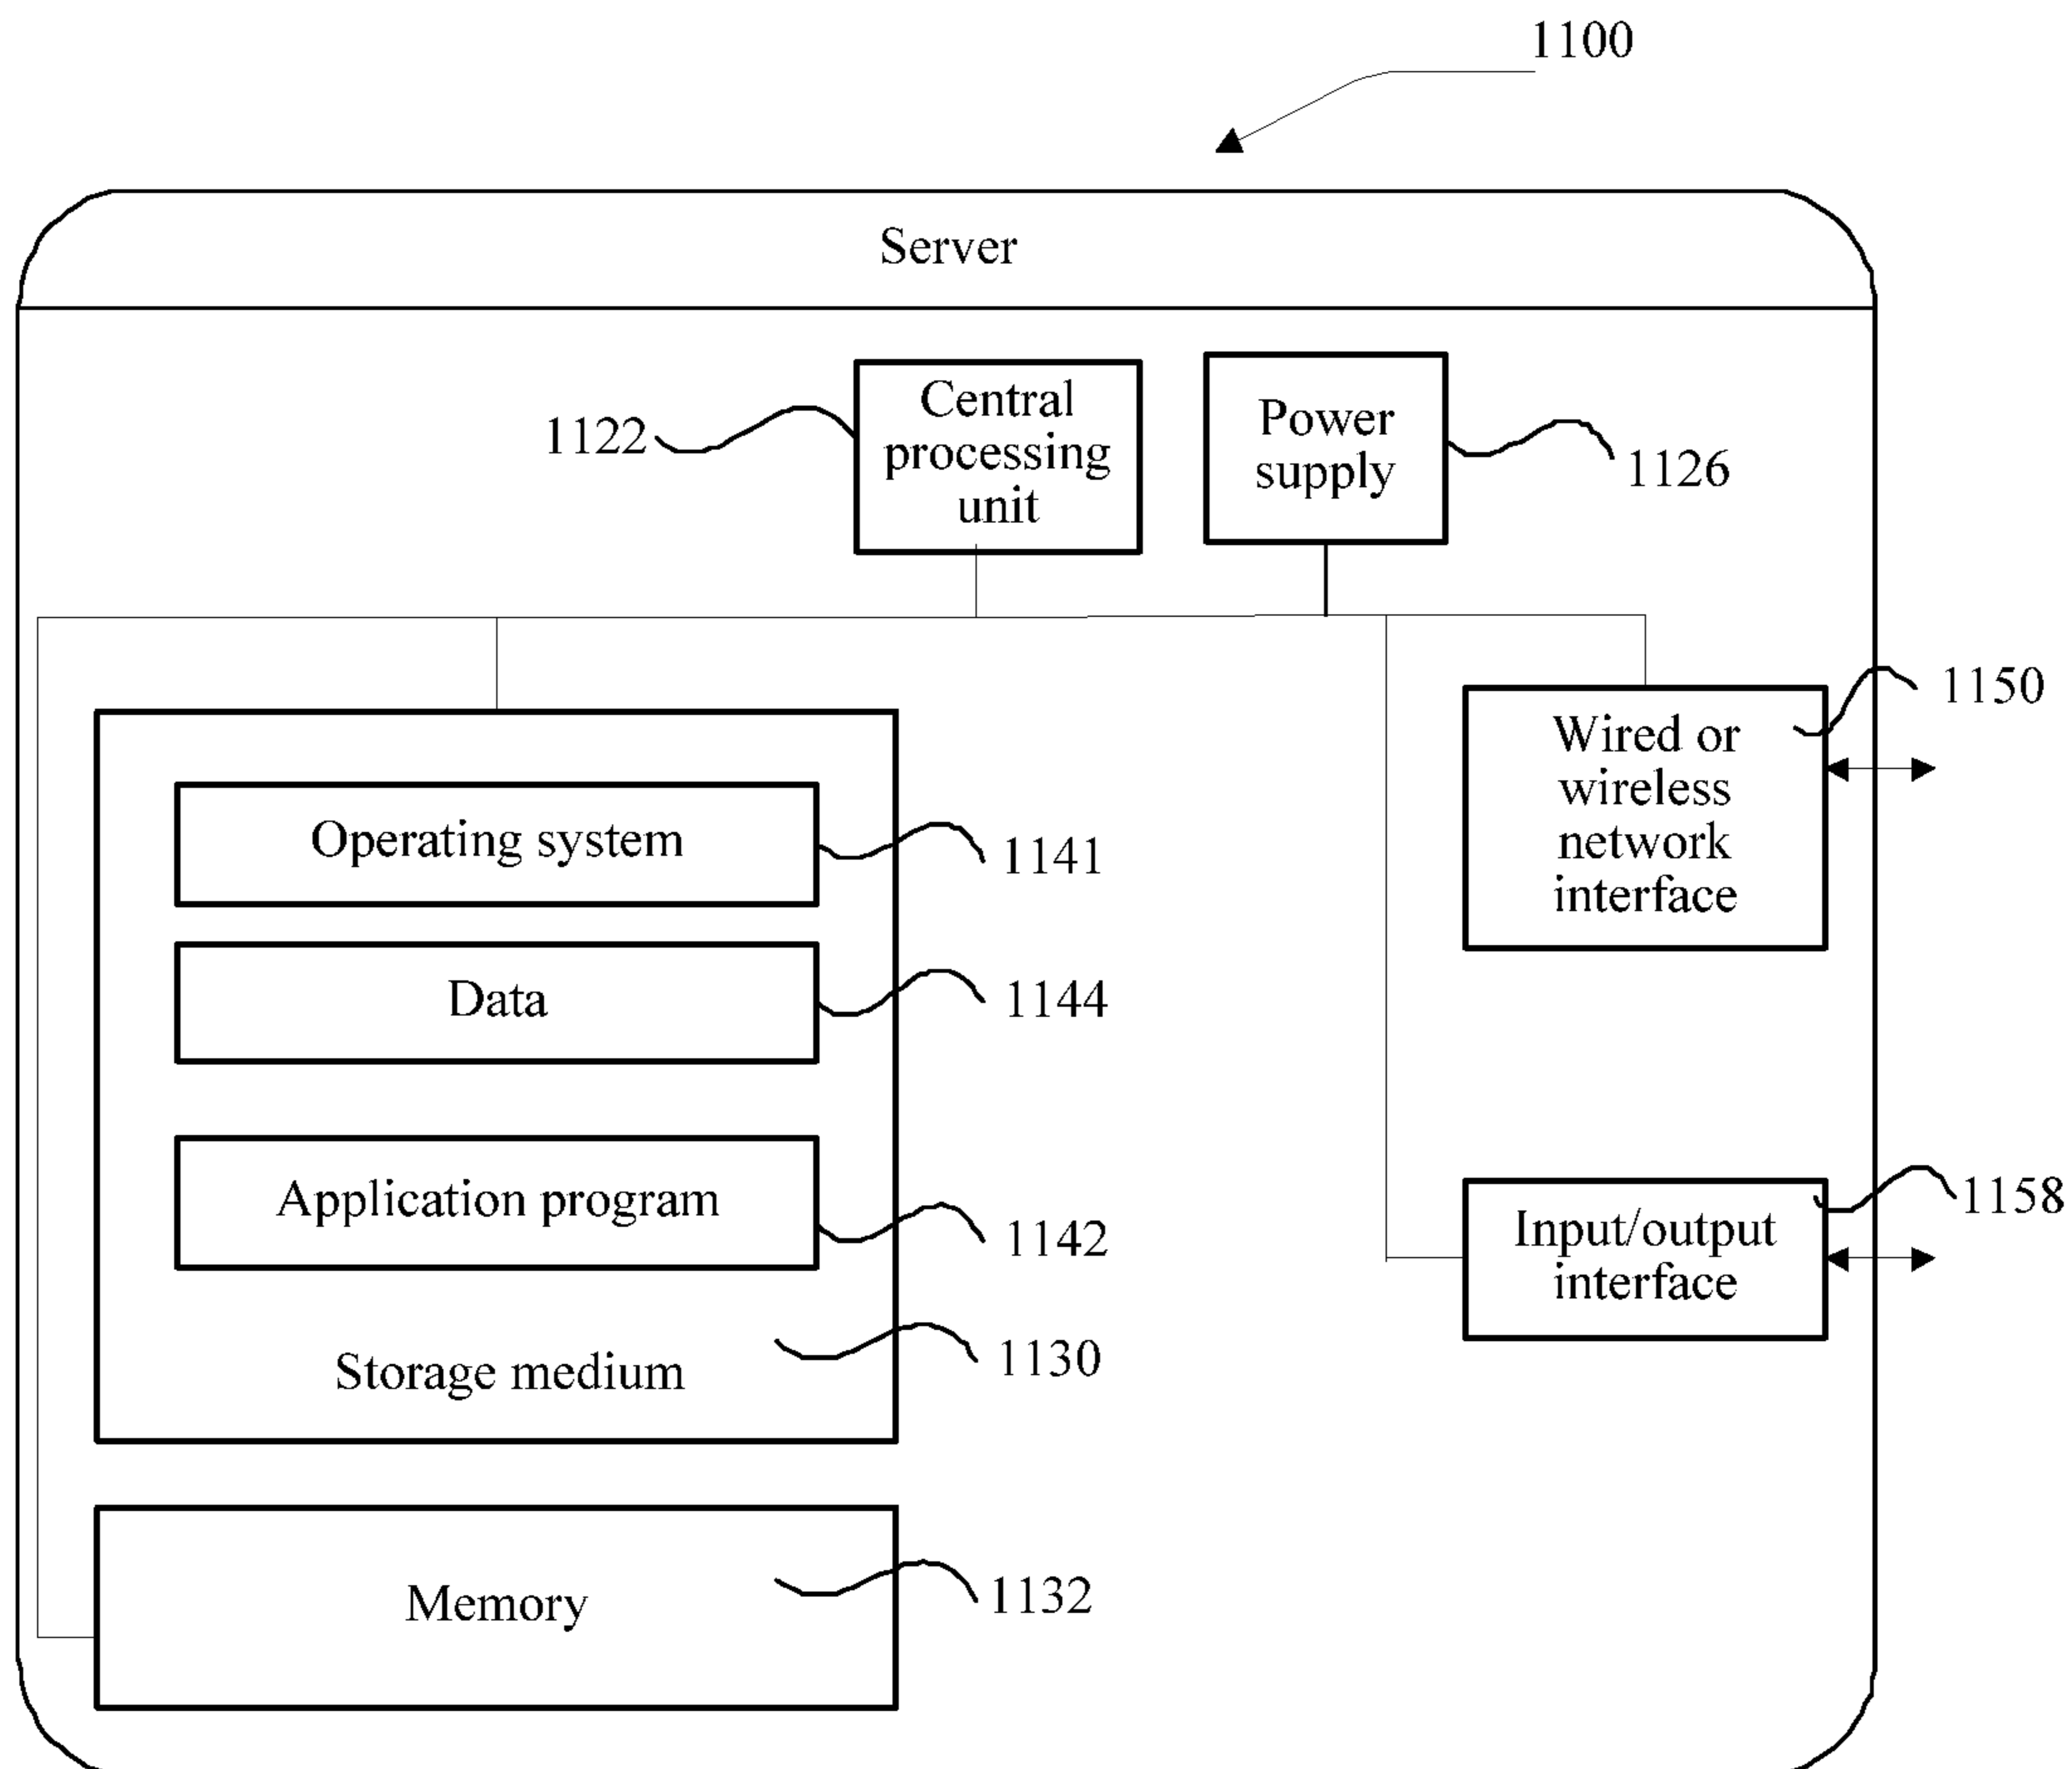 1100
Server
Central
processing
unit
1122
Power
supply
1126
Wired or
wireless
network
interface
1150
Operating system
1141
Data
1144
Application program
1142
Storage medium
1130
Input/output
interface
1158
Memory
1132